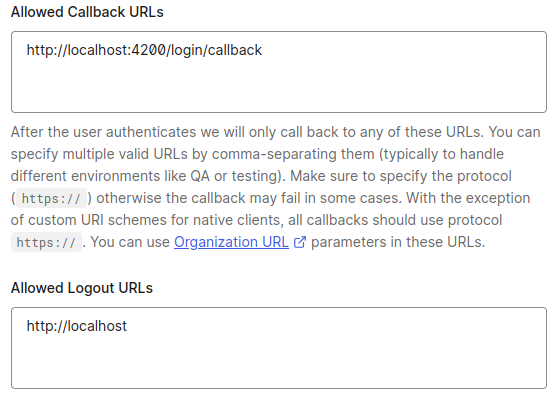 Allowed Callback URLs
http://localhost:4200/login/callback
After the user authenticates we will only call back to any of these URLs. You can
specify multiple valid URLs by comma-separating them (typically to handle
different environments like QA or testing). Make sure to specify the protocol
(https://) otherwise the callback may fail in some cases. With the exception
of custom URI schemes for native clients, all callbacks should use protocol
https://. You can use Organization URL parameters in these URLs.
Allowed Logout URLs
http://localhost